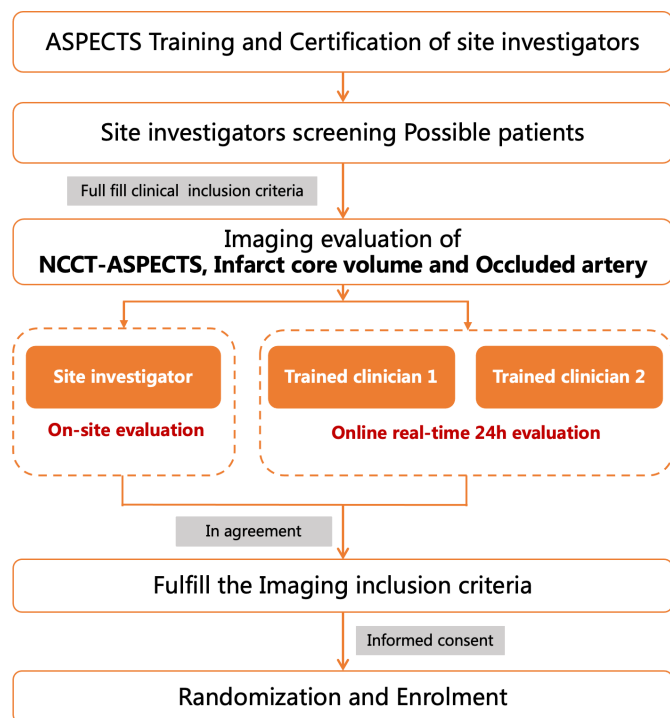 ASPECTS Training and Certification of site investigators
Site investigators screening Possible patients
Full fill clinical inclusion criteria
Imaging evaluation of
NCCT-ASPECTS, Infarct core volume and Occluded artery
Site investigator
Trained clinician 1
Trained clinician 2
On-site evaluation
Online real-time 24h evaluation
In agreement
Fulfill the Imaging inclusion criteria
Informed consent
Randomization and Enrolment